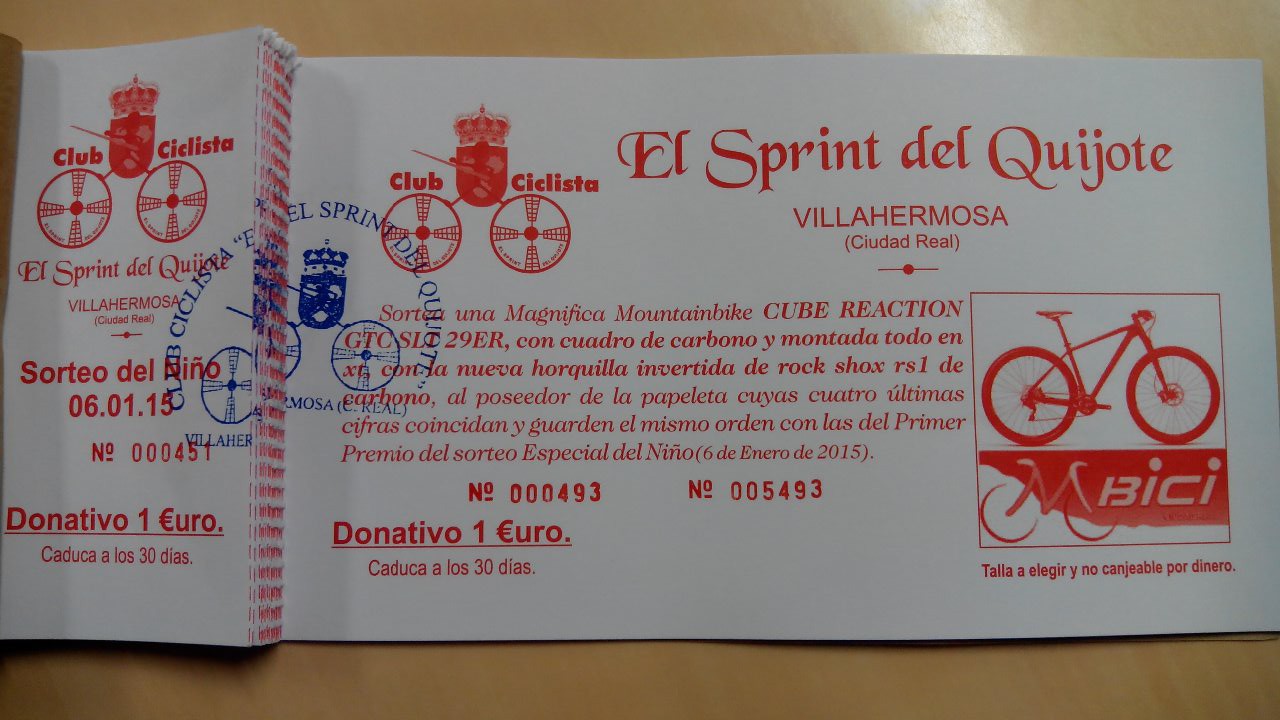 Club Ciclista
El Sprint del Quijote
VILLAHERMOSA
(Ciudad Real)
Sorteo del Niño
06.01.15
Nº 000451
Donativo 1 €uro.
Caduca a los 30 días.
CLUB CICLISTA "EL SPRINT DEL QUIJOTE"
VILLAHERMOSA (C. REAL)
Club Ciclista
EL SPRINT DEL QUIJOTE
El Sprint del Quijote
VILLAHERMOSA
(Ciudad Real)
Sortea una Magnifica Mountainbike CUBE REACTION
GTC SLT 29ER, con cuadro de carbono y montada todo en
xt, con la nueva horquilla invertida de rock shox rs1 de
carbono, al poseedor de la papeleta cuyas cuatro últimas
cifras coincidan y guarden el mismo orden con las del Primer
Premio del sorteo Especial del Niño(6 de Enero de 2015).
Nº 000493 Nº 005493
Donativo 1 €uro.
Caduca a los 30 días.
MBICI
Talla a elegir y no canjeable por dinero.